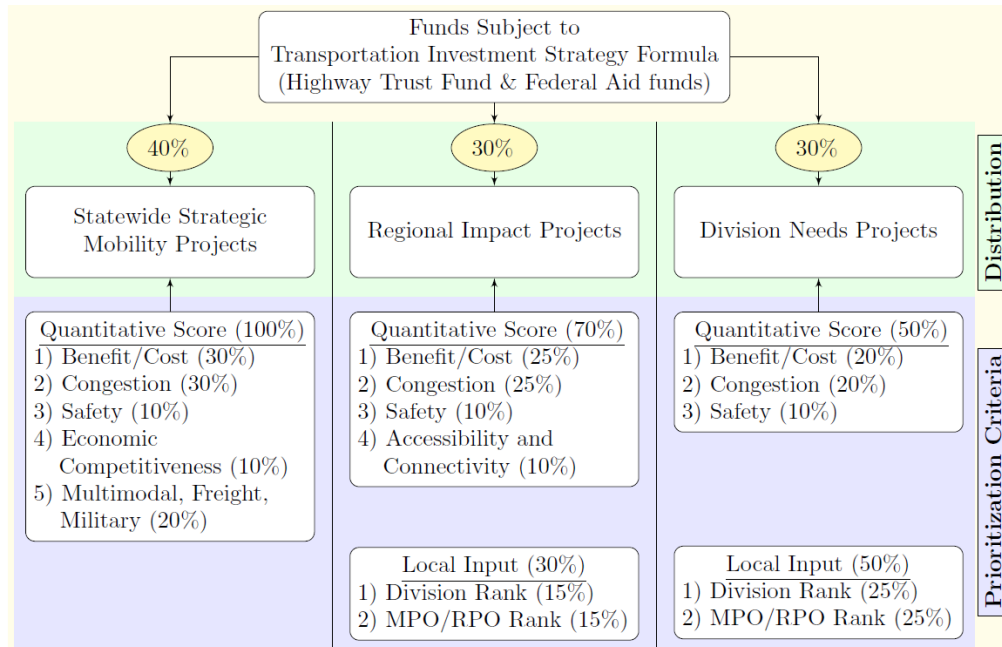 Funds Subject to
Transportation Investment Strategy Formula
(Highway Trust Fund & Federal Aid funds)
40%
30%
30%
Distribution
Statewide Strategic
Mobility Projects
Regional Impact Projects
Division Needs Projects
Quantitative Score (100%)
1) Benefit/Cost (30%)
2) Congestion (30%)
3) Safety (10%)
4) Economic
Competitiveness (10%)
5) Multimodal, Freight,
Military (20%)
Quantitative Score (70%)
1) Benefit/Cost (25%)
2) Congestion (25%)
3) Safety (10%)
4) Accessibility and
Connectivity (10%)
Local Input (30%)
1) Division Rank (15%)
2) MPO/RPO Rank (15%)
Quantitative Score (50%)
1) Benefit/Cost (20%)
2) Congestion (20%)
3) Safety (10%)
Local Input (50%)
1) Division Rank (25%)
2) MPO/RPO Rank (25%)
Prioritization Criteria